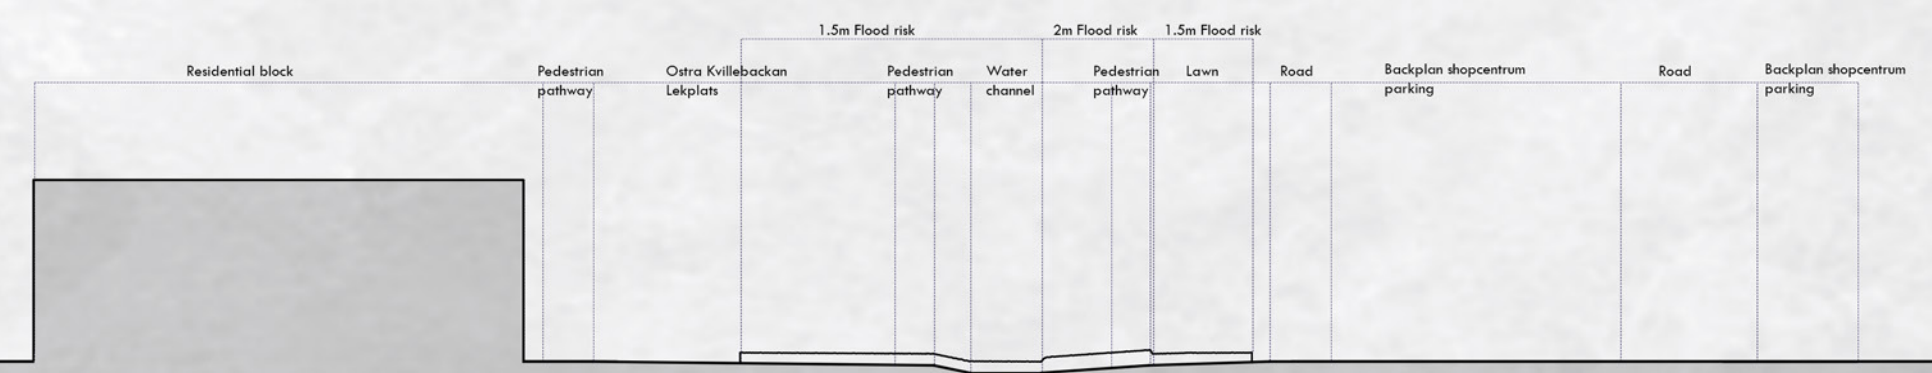 1.5m Flood risk
2m Flood risk
1.5m Flood risk
Residential block
Pedestrian
pathway
Ostra Kvillebackan
Lekplats
Pedestrian
pathway
Water
channel
Pedestrian
pathway
Lawn
Road
Backplan shopcentrum
parking
Road
Backplan shopcentrum
parking